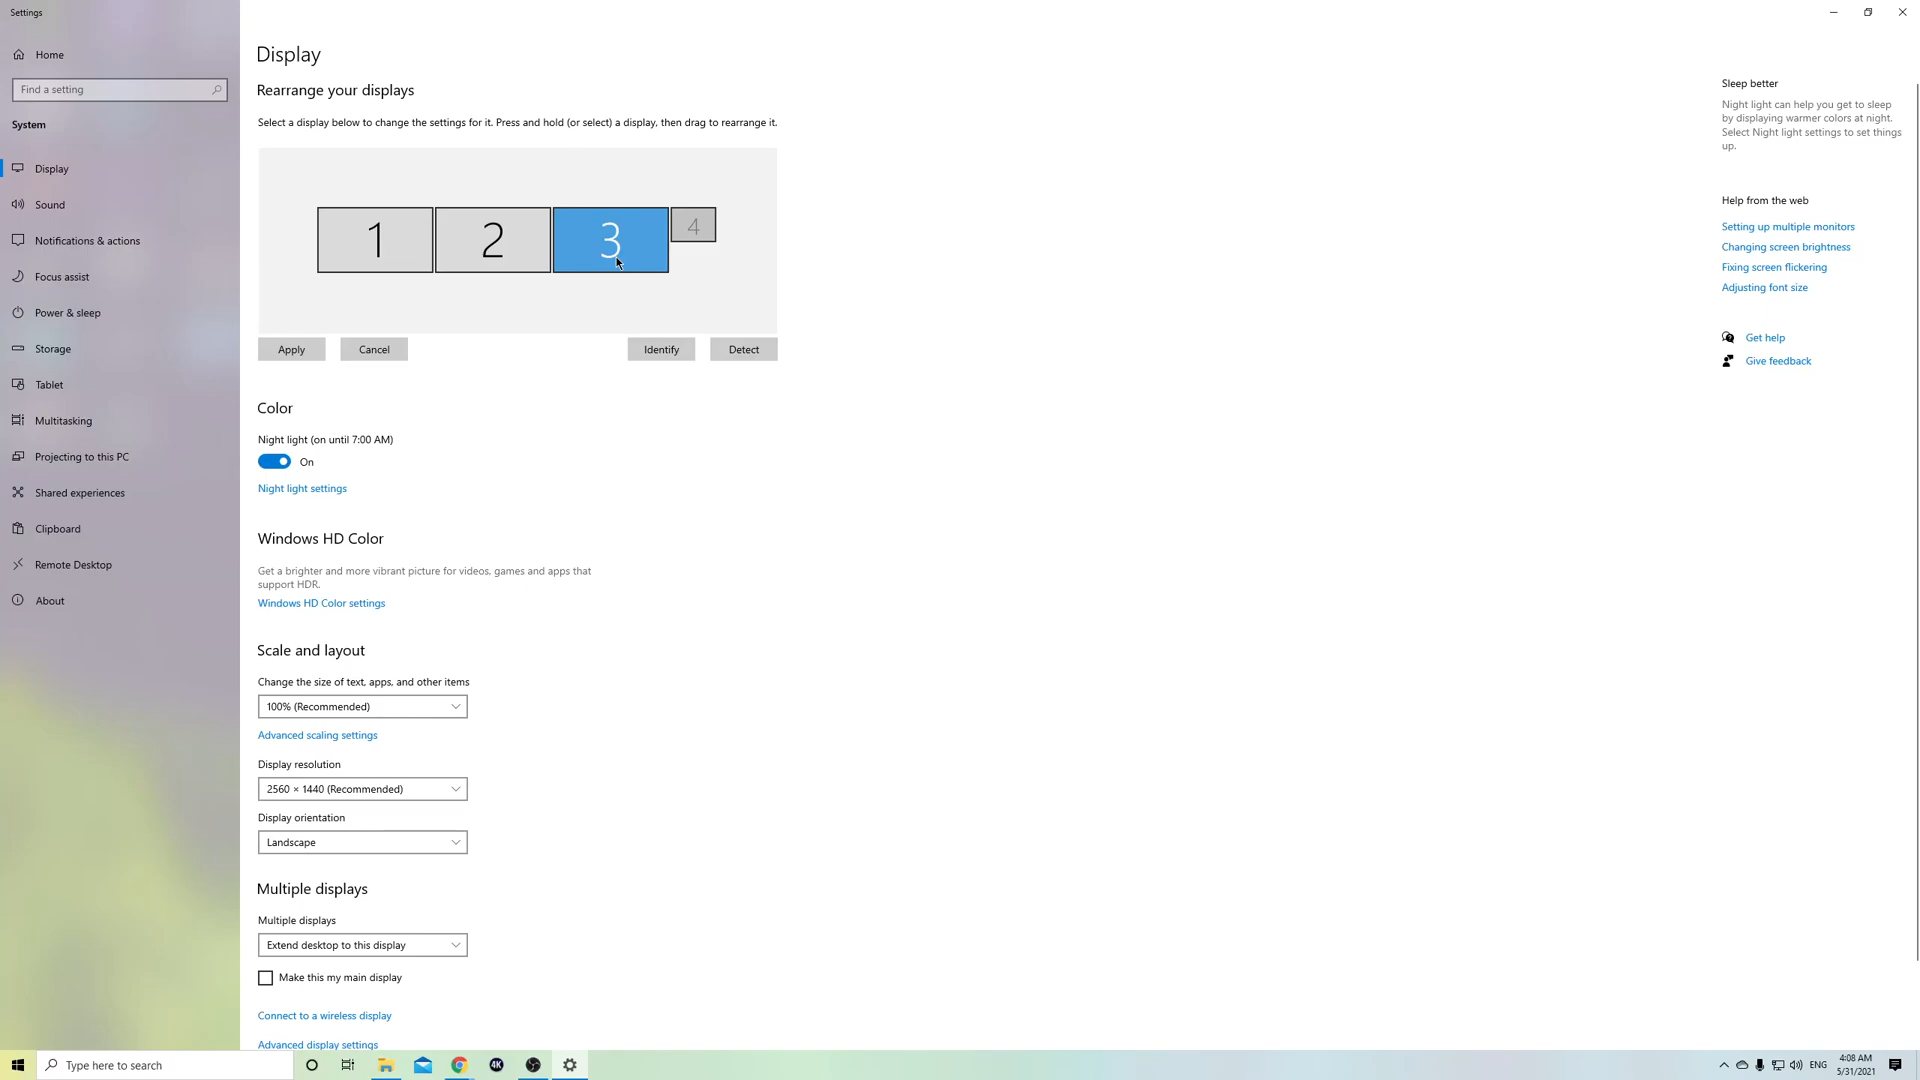 Settings
Home
Find a setting
System
Display
Sound
Notifications & actions
Focus assist
Power & sleep
Storage
Tablet
Multitasking
Projecting to this PC
Shared experiences
Clipboard
Remote Desktop
About
Display
Rearrange your displays
Select a display below to change the settings for it. Press and hold (or select) a display, then drag to rearrange it.
1 2 3 4
Apply Cancel Identify Detect
Color
Night light (on until 7:00 AM)
On
Night light settings
Windows HD Color
Get a brighter and more vibrant picture for videos, games and apps that
support HDR.
Windows HD Color settings
Scale and layout
Change the size of text, apps, and other items
100% (Recommended)
Advanced scaling settings
Display resolution
2560 × 1440 (Recommended)
Display orientation
Landscape
Multiple displays
Multiple displays
Extend desktop to this display
Make this my main display
Connect to a wireless display
Advanced display settings
Sleep better
Night light can help you get to sleep
by displaying warmer colors at night.
Select Night light settings to set things
up.
Help from the web
Setting up multiple monitors
Changing screen brightness
Fixing screen flickering
Adjusting font size
Get help
Give feedback
Type here to search
4K
ENG
4:08 AM
5/31/2021